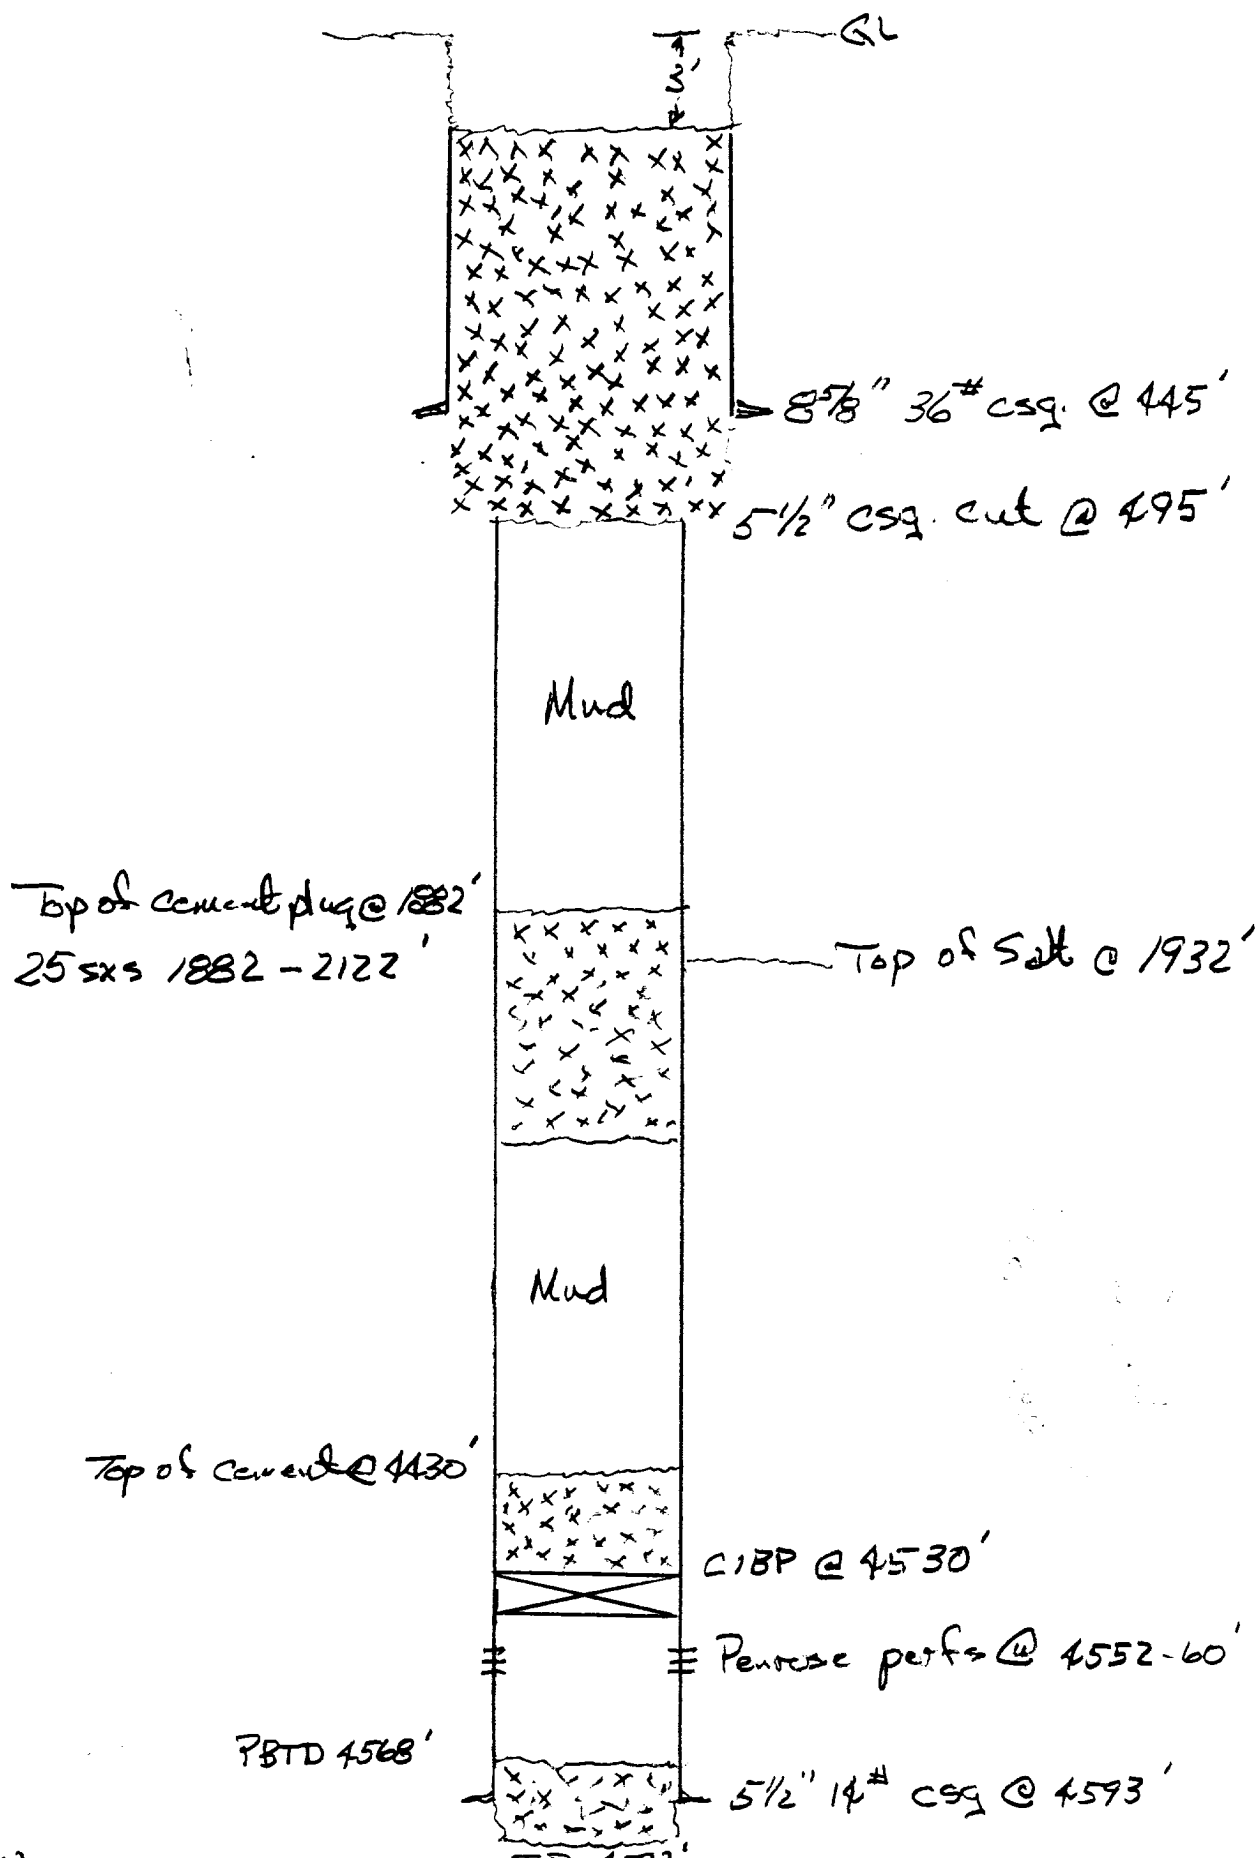 GL
3'
8 5/8" 36# csg. @ 445'
5 1/2" csg. cut @ 495'
Mud
Top of cement plug @ 1882'
25 sxs 1882 - 2122'
Top of Salt @ 1932'
Mud
Top of cement @ 4430'
CIBP @ 4530'
Penrose perfs @ 4552-60'
PBTD 4568'
5 1/2" 14# csg @ 4593'